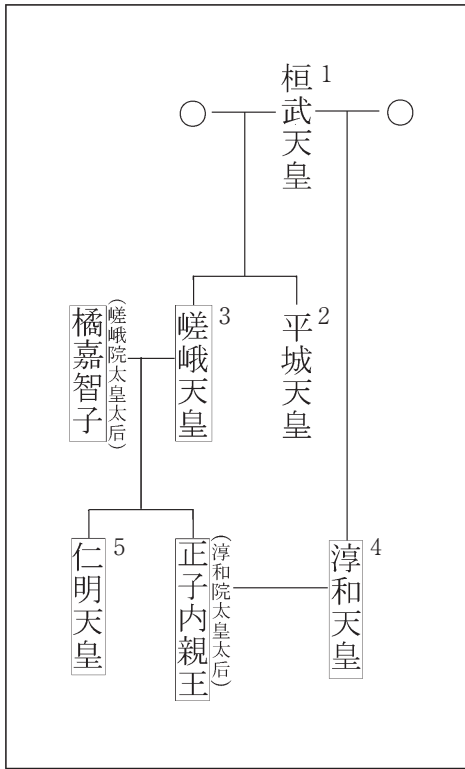 1
桓武天皇
2
平城天皇
3
嵯峨天皇
(嵯峨院太皇太后)
橘嘉智子
4
淳和天皇
(淳和院太皇太后)
正子内親王
5
仁明天皇